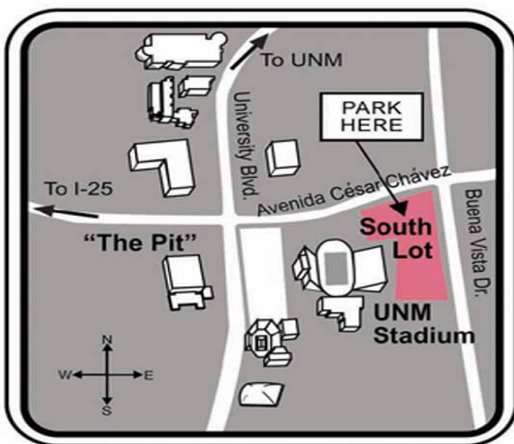 To UNM
PARK
HERE
University Blvd.
To I-25
Avenida César Chávez
"The Pit"
South
Lot
Buena Vista Dr.
UNM
Stadium
N
W E
S